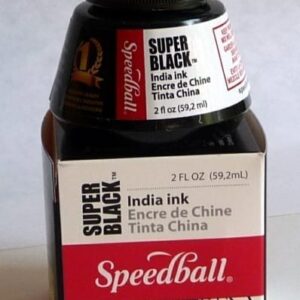 SUPER
BLACK™
India ink
Encre de Chine
Tinta China
2 fl oz (59,2 ml)
Speedball®
1
2 FL OZ (59,2mL)
SUPER
BLACK™
India ink
Encre de Chine
Tinta China
Speedball®